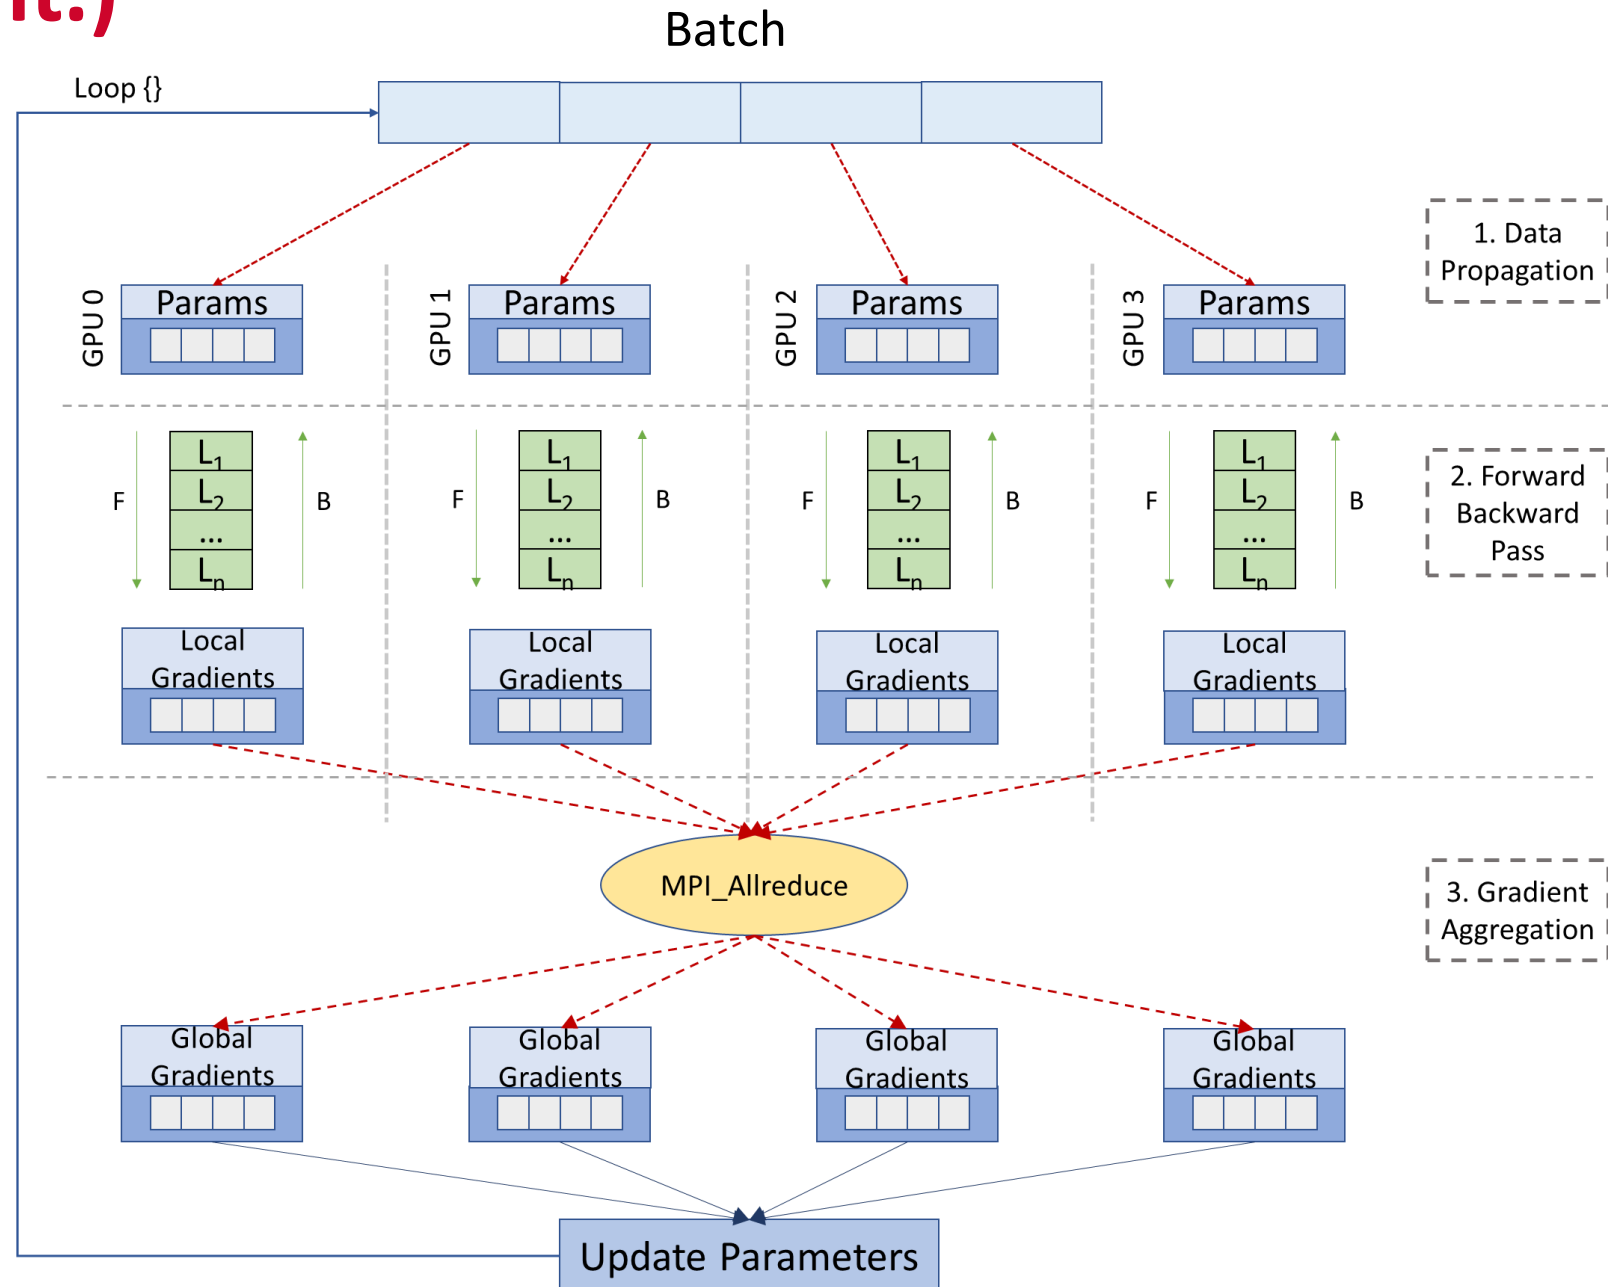 it.)
Batch
Loop {}
1. Data
Propagation
GPU 0
Params
GPU 1
Params
GPU 2
Params
GPU 3
Params
F
L1
L2
...
Ln
B
F
L1
L2
...
Ln
B
F
L1
L2
...
Ln
B
F
L1
L2
...
Ln
B
2. Forward
Backward
Pass
Local
Gradients
Local
Gradients
Local
Gradients
Local
Gradients
MPI_Allreduce
3. Gradient
Aggregation
Global
Gradients
Global
Gradients
Global
Gradients
Global
Gradients
Update Parameters